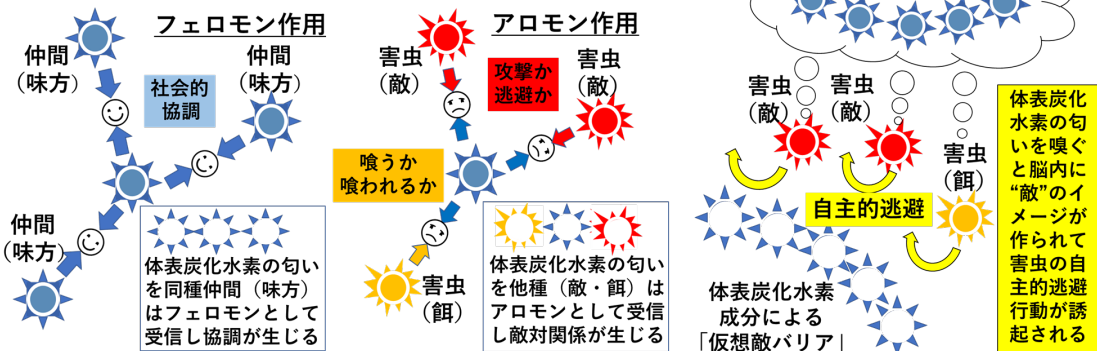 フェロモン作用
仲間
（味方）
仲間
（味方）
社会的
協調
仲間
（味方）
体表炭化水素の匂い
を同種仲間（味方）
はフェロモンとして
受信し協調が生じる
アロモン作用
害虫
（敵）
害虫
（敵）
攻撃か
逃避か
喰うか
喰われるか
害虫
（餌）
体表炭化水素の匂い
を他種（敵・餌）は
アロモンとして受信
し敵対関係が生じる
害虫
（敵）
害虫
（敵）
害虫
（餌）
自主的逃避
体表炭化水素
成分による
「仮想敵バリア」
体表炭化
水素の匂
いを嗅ぐ
と脳内に
“敵”のイ
メージが
作られて
害虫の自
主的逃避
行動が誘
起される